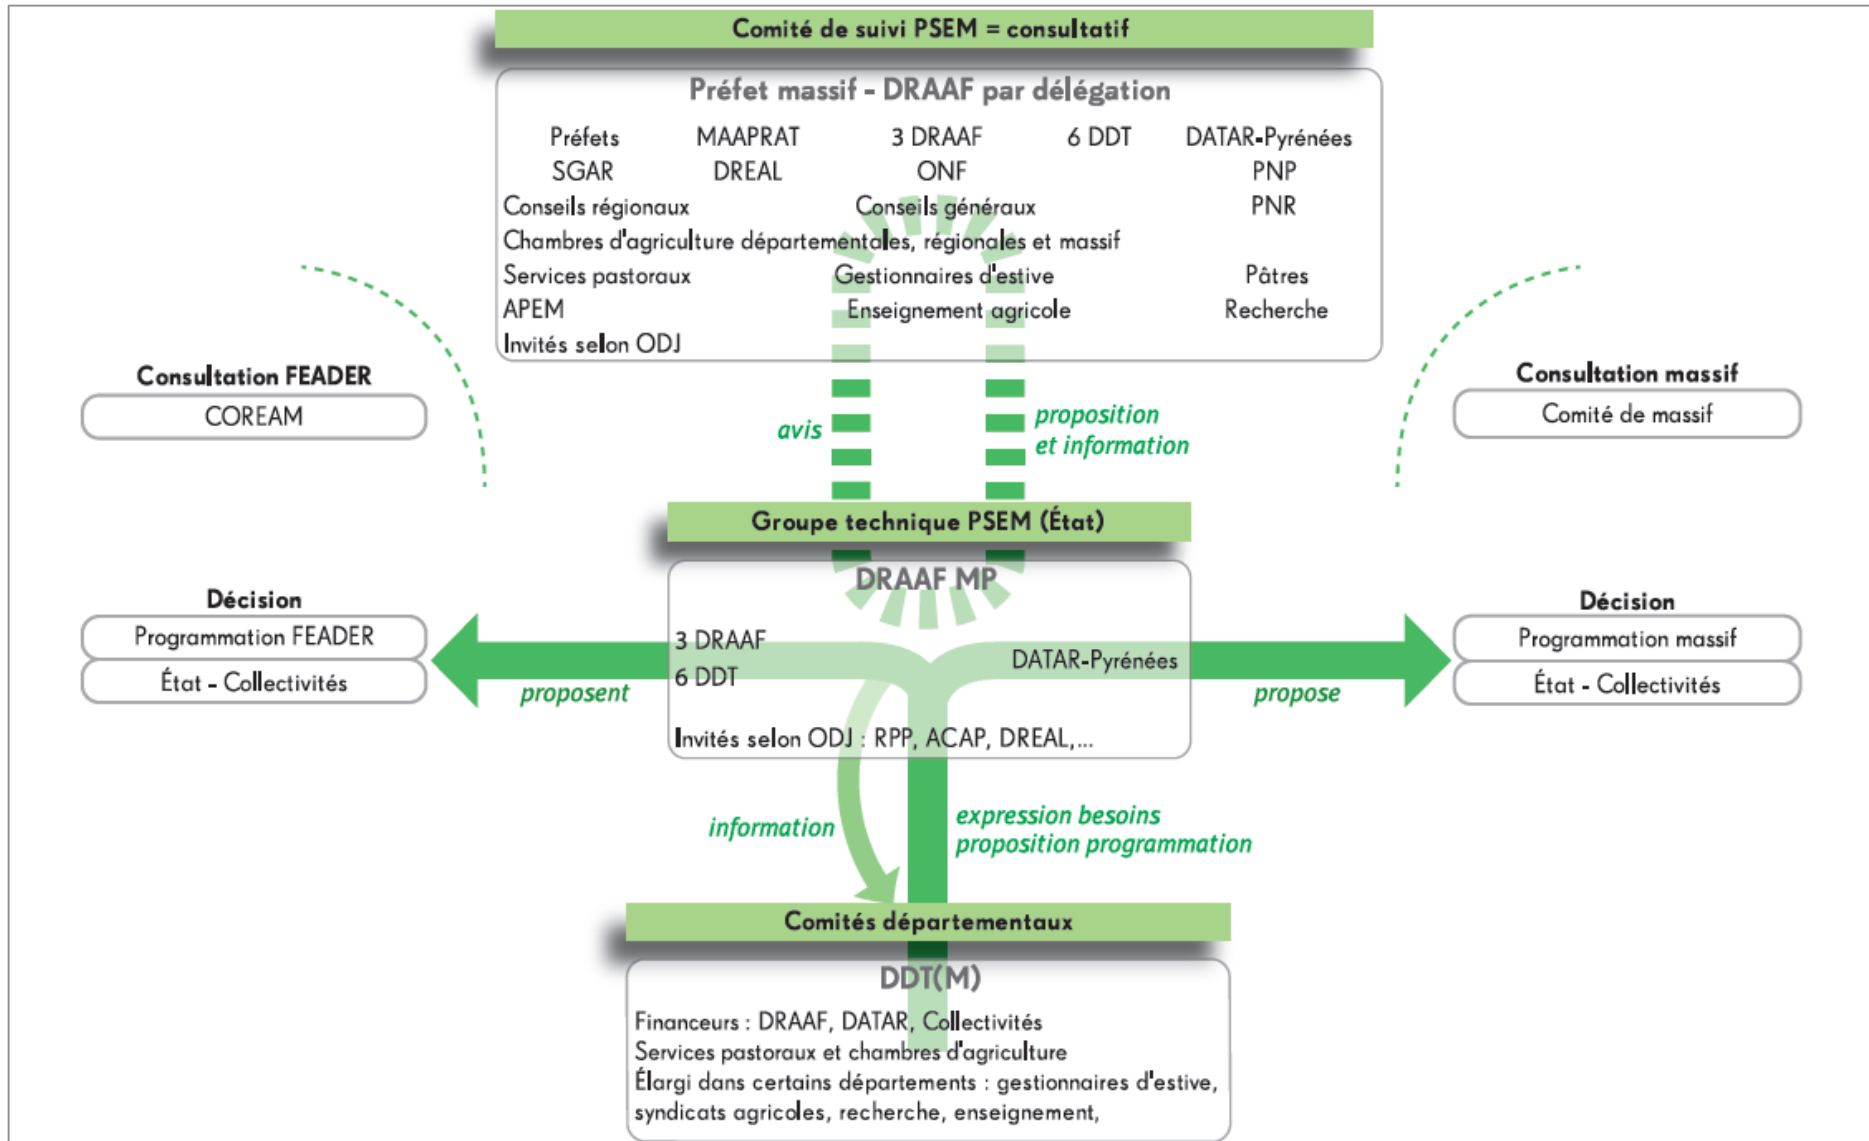 Comité de suivi PSEM = consultatif
Préfet massif - DRAAF par délégation
Préfets MAAPRAT 3 DRAAF 6 DDT DATAR-Pyrénées
SGAR DREAL ONF PNP
Conseils régionaux Conseils généraux PNR
Chambres d'agriculture départementales, régionales et massif
Services pastoraux Gestionnaires d'estive Pâtres
APEM Enseignement agricole Recherche
Invités selon ODJ
Consultation FEADER
COREAM
Consultation massif
Comité de massif
avis
proposition
et information
Groupe technique PSEM (État)
DRAAF MP
3 DRAAF
6 DDT
DATAR-Pyrénées
Invités selon ODJ : RPP, ACAP, DREAL,...
Décision
Programmation FEADER
État - Collectivités
proposent
Décision
Programmation massif
État - Collectivités
propose
information
expression besoins
proposition programmation
Comités départementaux
DDT(M)
Financeurs : DRAAF, DATAR, Collectivités
Services pastoraux et chambres d'agriculture
Élargi dans certains départements : gestionnaires d'estive,
syndicats agricoles, recherche, enseignement,